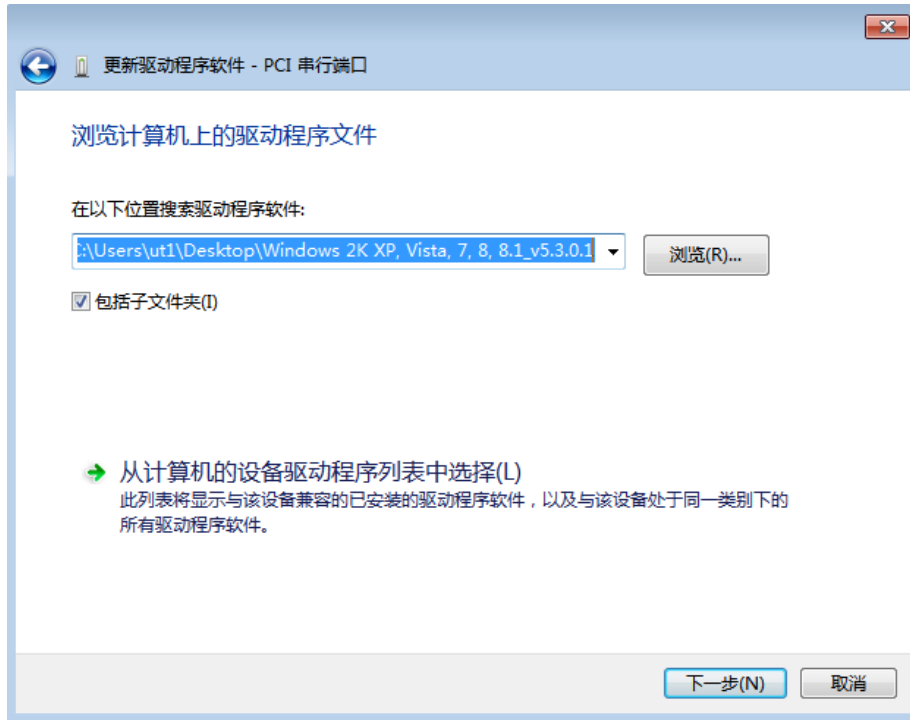 更新驱动程序软件 - PCI 串行端口
浏览计算机上的驱动程序文件
在以下位置搜索驱动程序软件:
:\Users\ut1\Desktop\Windows 2K XP, Vista, 7, 8, 8.1_v5.3.0.1
浏览(R)...
包括子文件夹(I)
从计算机的设备驱动程序列表中选择(L)
此列表将显示与该设备兼容的已安装的驱动程序软件，以及与该设备处于同一类别下的
所有驱动程序软件。
下一步(N)
取消